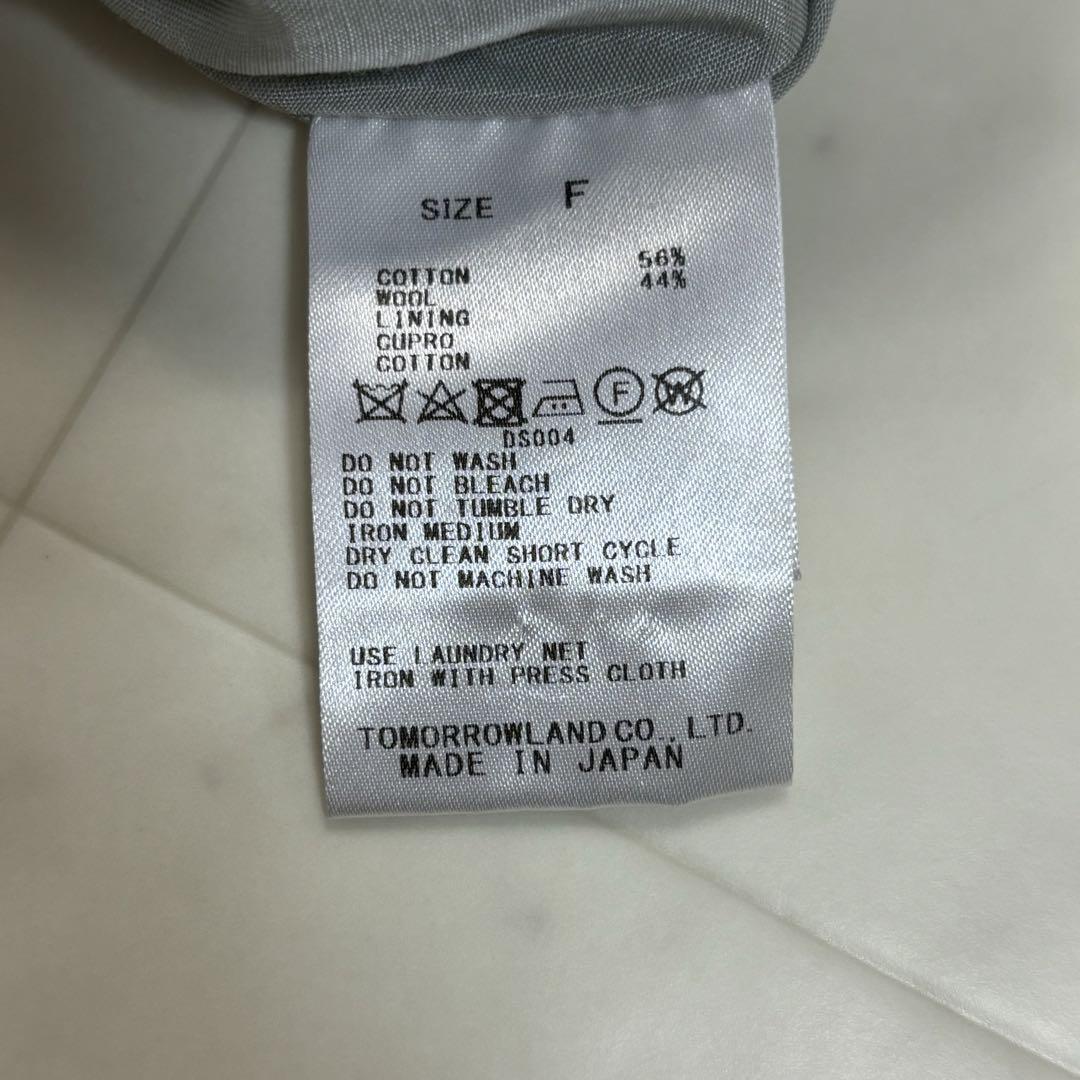 SIZE F
COTTON 56%
WOOL 44%
LINING
CUPRO
COTTON
F W
DS004
DO NOT WASH
DO NOT BLEACH
DO NOT TUMBLE DRY
IRON MEDIUM
DRY CLEAN SHORT CYCLE
DO NOT MACHINE WASH
USE LAUNDRY NET
IRON WITH PRESS CLOTH
TOMORROWLAND CO., LTD.
MADE IN JAPAN